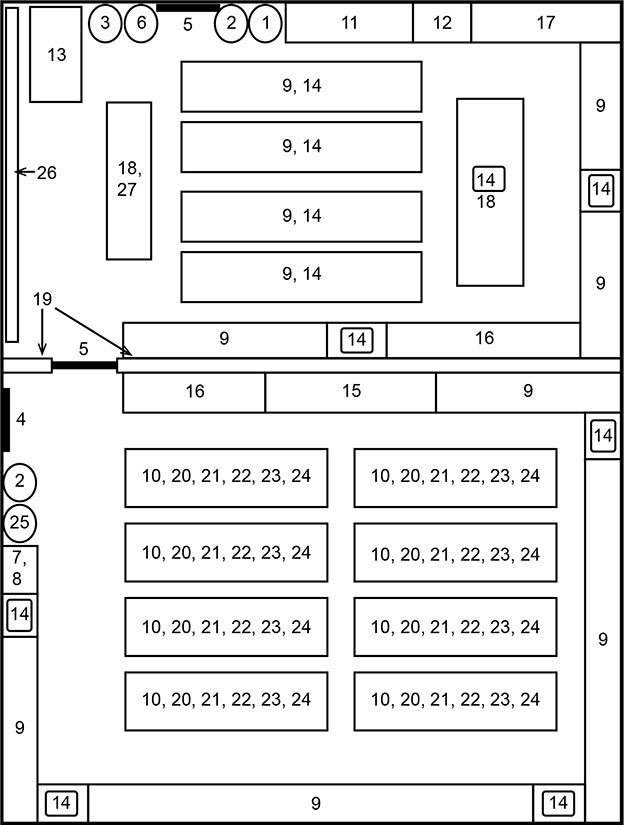 3 6 5 2 1 11 12 17
13
9, 14
9
9, 14
26
18,
27
14
18
14
9, 14
9, 14
9
19
5
9 14 16
16 15 9
4
14
10, 20, 21, 22, 23, 24
10, 20, 21, 22, 23, 24
2
25
10, 20, 21, 22, 23, 24
10, 20, 21, 22, 23, 24
7,
8
14
10, 20, 21, 22, 23, 24
10, 20, 21, 22, 23, 24
9
10, 20, 21, 22, 23, 24
10, 20, 21, 22, 23, 24
9
14 9 14